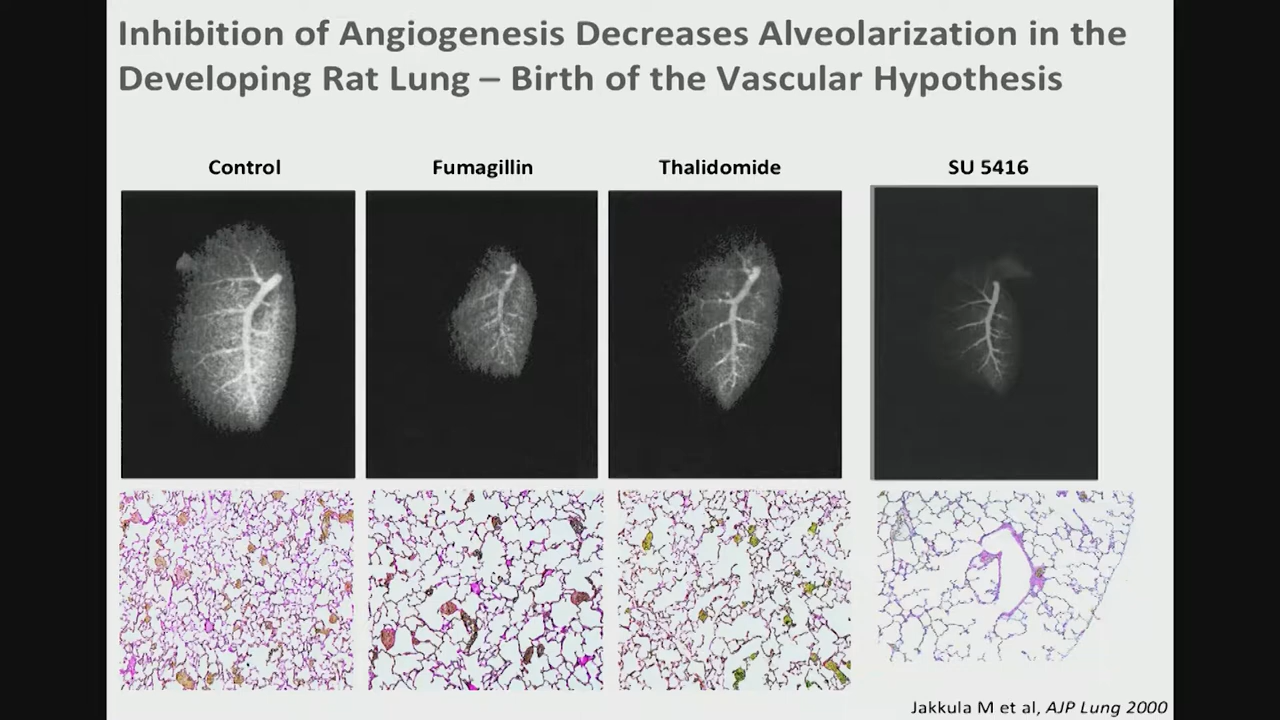 Inhibition of Angiogenesis Decreases Alveolarization in the
Developing Rat Lung – Birth of the Vascular Hypothesis
Control
Fumagillin
Thalidomide
SU 5416
Jakkula M et al, AJP Lung 2000